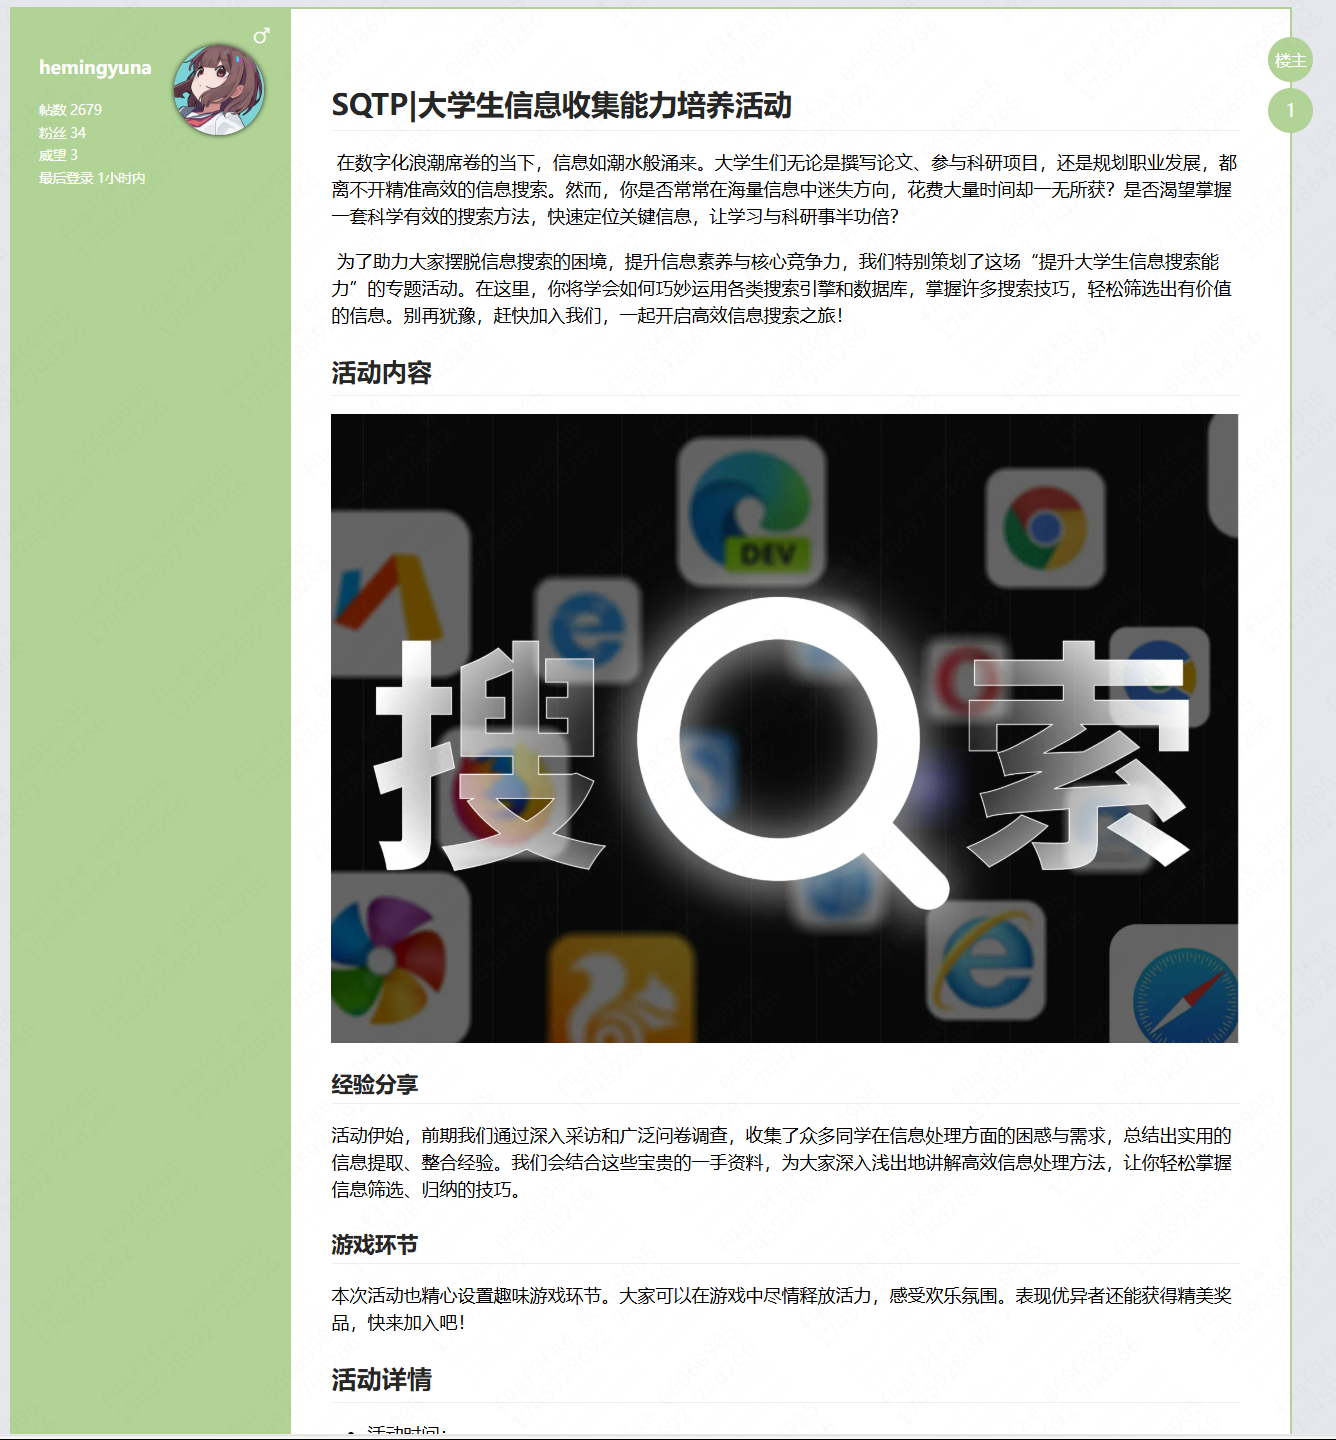 hemingyuna
帖数 2679
粉丝 34
威望 3
最后登录 1小时内
楼主
1
SQTP|大学生信息收集能力培养活动
在数字化浪潮席卷的当下，信息如潮水般涌来。大学生们无论是撰写论文、参与科研项目，还是规划职业发展，都
离不开精准高效的信息搜索。然而，你是否常常在海量信息中迷失方向，花费大量时间却一无所获？是否渴望掌握
一套科学有效的搜索方法，快速定位关键信息，让学习与科研事半功倍？
为了助力大家摆脱信息搜索的困境，提升信息素养与核心竞争力，我们特别策划了这场“提升大学生信息搜索能
力”的专题活动。在这里，你将学会如何巧妙运用各类搜索引擎和数据库，掌握许多搜索技巧，轻松筛选出有价值
的信息。别再犹豫，赶快加入我们，一起开启高效信息搜索之旅！
活动内容
DEV
搜索
经验分享
活动伊始，前期我们通过深入采访和广泛问卷调查，收集了众多同学在信息处理方面的困惑与需求，总结出实用的
信息提取、整合经验。我们会结合这些宝贵的一手资料，为大家深入浅出地讲解高效信息处理方法，让你轻松掌握
信息筛选、归纳的技巧。
游戏环节
本次活动也精心设置趣味游戏环节。大家可以在游戏中尽情释放活力，感受欢乐氛围。表现优异者还能获得精美奖
品，快来加入吧！
活动详情
活动时间：